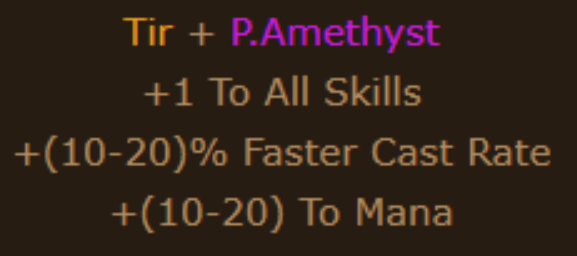 Tir + P.Amethyst
+1 To All Skills
+(10-20)% Faster Cast Rate
+(10-20) To Mana